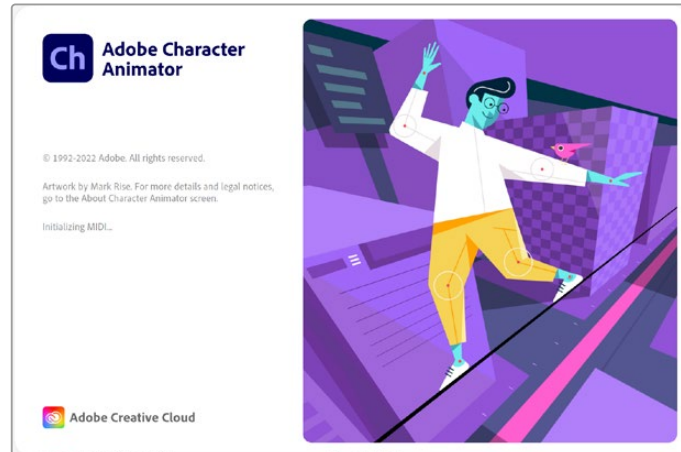 Ch
Adobe Character
Animator
© 1992-2022 Adobe. All rights reserved.
Artwork by Mark Rise. For more details and legal notices,
go to the About Character Animator screen.
Initializing MIDI...
Adobe Creative Cloud